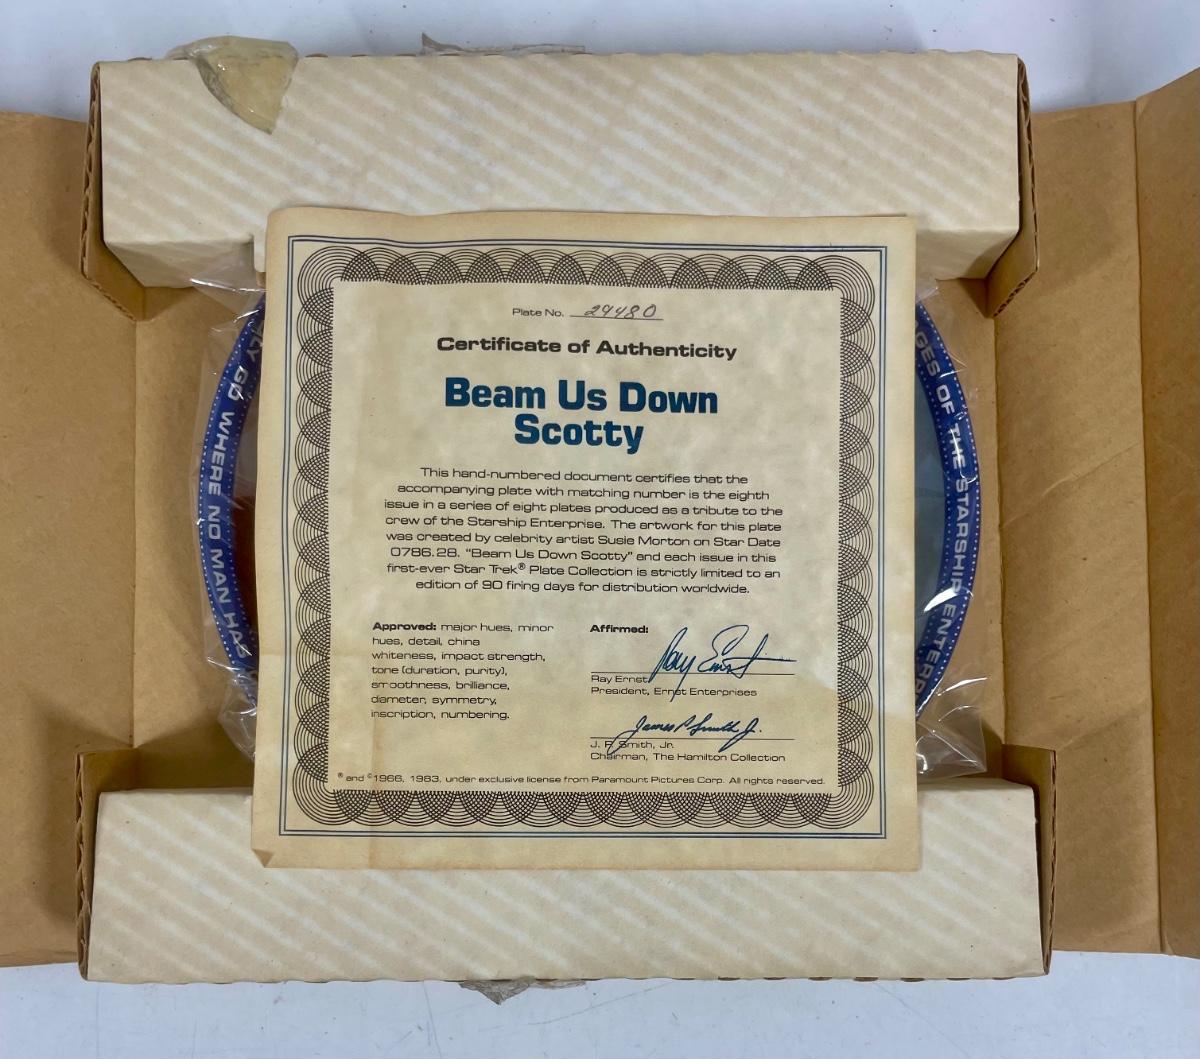 Plate No. 24480
Certificate of Authenticity
Beam Us Down
Scotty
This hand-numbered document certifies that the
accompanying plate with matching number is the eighth
issue in a series of eight plates produced as a tribute to the
crew of the Starship Enterprise. The artwork for this plate
was created by celebrity artist Susie Morton on Star Date
0786.28. "Beam Us Down Scotty" and each issue in this
first-ever Star Trek® Plate Collection is strictly limited to an
edition of 90 firing days for distribution worldwide.
Approved: major hues, minor
hues, detail, china
whiteness, impact strength,
tone (duration, purity),
smoothness, brilliance,
diameter, symmetry,
inscription, numbering.
Affirmed:
Ray Ernst
Ray Ernst
President, Ernst Enterprises
James P Smith Jr.
J. P. Smith, Jr.
Chairman, The Hamilton Collection
® and ©1966, 1983, under exclusive license from Paramount Pictures Corp. All rights reserved.
GO WHERE NO MAN HAS
OF THE STARSHIP